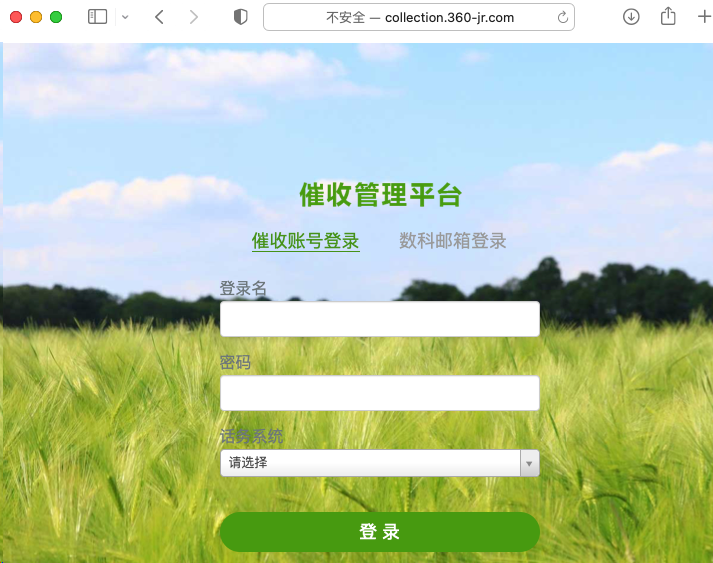 不安全 — collection.360-jr.com
催收管理平台
催收账号登录 数科邮箱登录
登录名
密码
话务系统
请选择
登 录